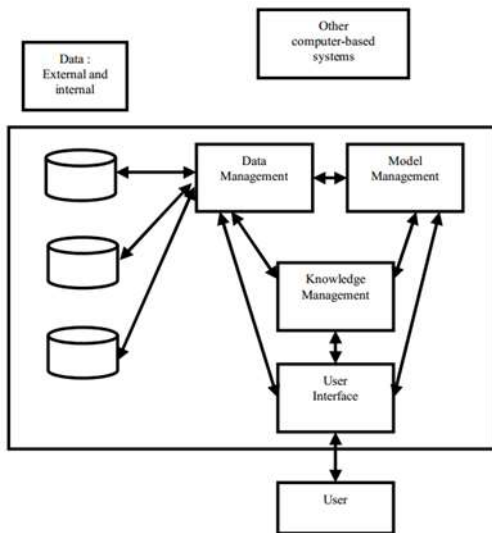 Other
computer-based
systems
Data :
External and
internal
Data
Management
Model
Management
Knowledge
Management
User
Interface
User